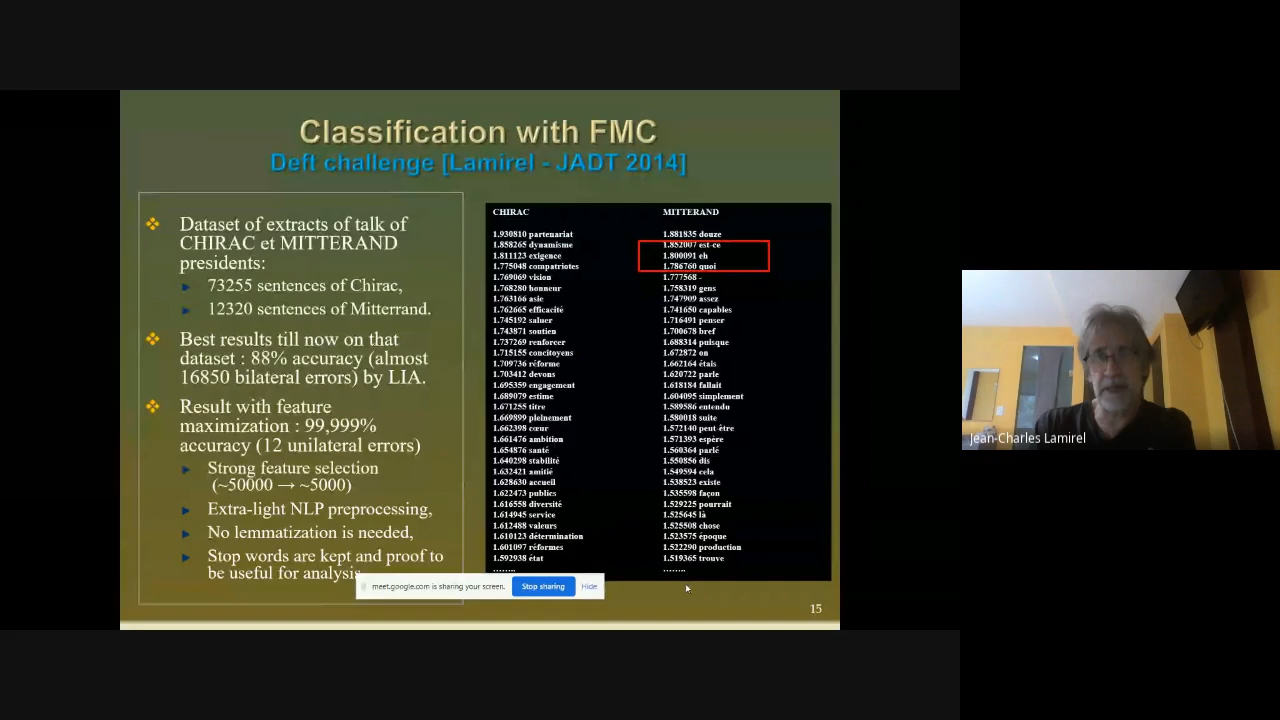 Classification with FMC
Deft challenge [Lamirel - JADT 2014]
Dataset of extracts of talk of
CHIRAC et MITTERAND
presidents:
73255 sentences of Chirac,
12320 sentences of Mitterrand.
Best results till now on that
dataset : 88% accuracy (almost
16850 bilateral errors) by LIA.
Result with feature
maximization : 99,999%
accuracy (12 unilateral errors)
Strong feature selection
(~50000 → ~5000)
Extra-light NLP preprocessing,
No lemmatization is needed,
Stop words are kept and proof to
be useful for analysis
CHIRAC
1.930810 partenariat
1.858265 dynamisme
1.811123 exigence
1.775048 compatriotes
1.769069 vision
1.768280 honneur
1.763166 asie
1.762665 efficacité
1.745192 saluer
1.743871 soutien
1.737269 renforcer
1.715155 concitoyens
1.709736 réforme
1.703412 devons
1.695359 engagement
1.689079 estime
1.671255 titre
1.669899 pleinement
1.662398 cœur
1.661476 ambition
1.654876 santé
1.640298 stabilité
1.632421 amitié
1.628630 accueil
1.622473 publics
1.616558 diversité
1.614945 service
1.612488 valeurs
1.610123 détermination
1.601097 réformes
1.592938 état
........
MITTERAND
1.881835 douze
1.852007 est-ce
1.800091 eh
1.786760 quoi
1.777568 -
1.758319 gens
1.747909 assez
1.741650 capables
1.716491 penser
1.700678 bref
1.688314 puisque
1.672872 on
1.662164 étais
1.620722 parle
1.618184 fallait
1.604095 simplement
1.589586 entendu
1.580018 suite
1.572140 peut-être
1.571393 espère
1.560364 parlé
1.550856 dis
1.549594 cela
1.538523 existe
1.535598 façon
1.529225 pourrait
1.525645 là
1.525508 chose
1.523575 époque
1.522290 production
1.519365 trouve
........
meet.google.com is sharing your screen.
Stop sharing
Hide
15
Jean-Charles Lamirel